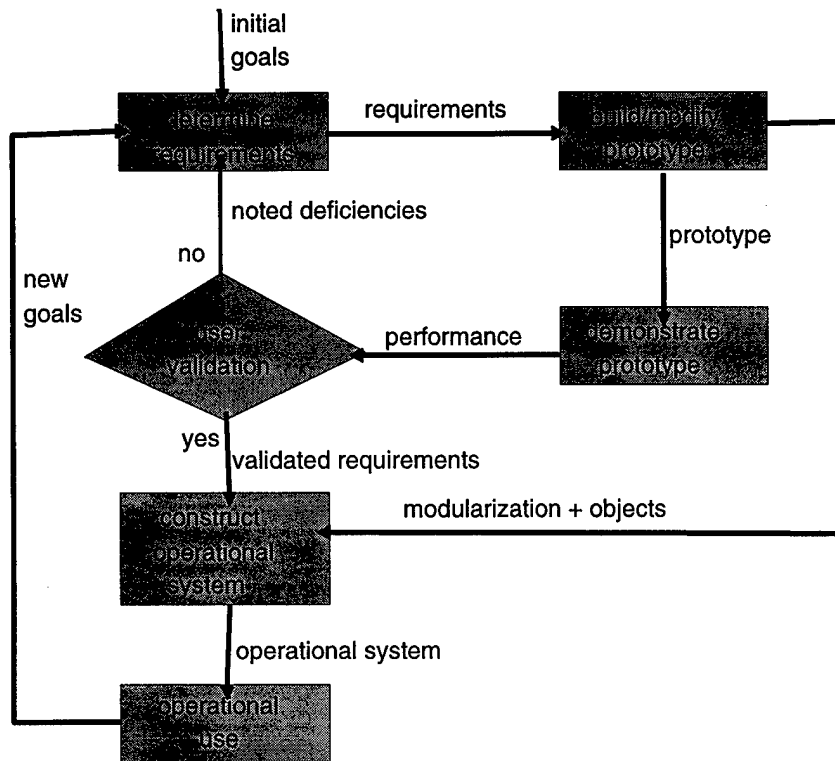 initial
goals
determine
requirements
requirements
build/modify
prototype
noted deficiencies
no
prototype
new
goals
user
validation
performance
demonstrate
prototype
yes
validated requirements
construct
operational
system
modularization + objects
operational system
operational
use